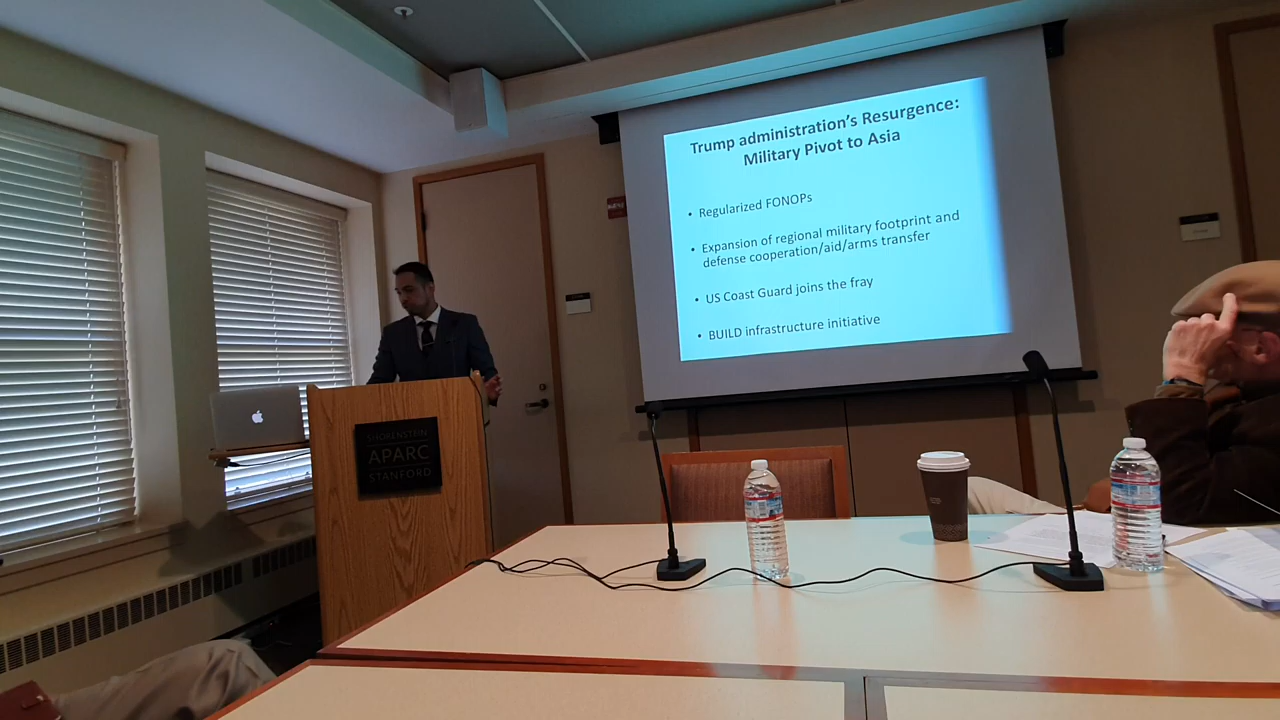 Trump administration's Resurgence:
Military Pivot to Asia
• Regularized FONOPs
• Expansion of regional military footprint and
defense cooperation/aid/arms transfer
• US Coast Guard joins the fray
• BUILD infrastructure initiative
SHORENSTEIN
APARC
STANFORD